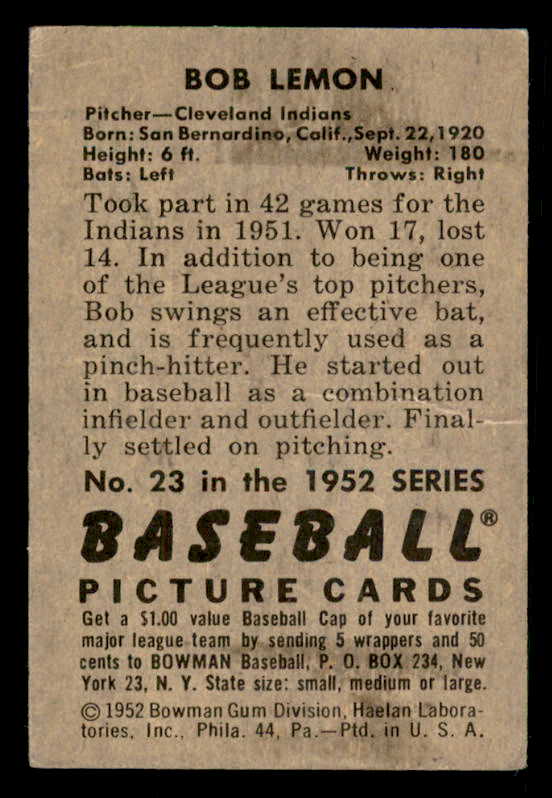 BOB LEMON
Pitcher—Cleveland Indians
Born: San Bernardino, Calif., Sept. 22, 1920
Height: 6 ft. Weight: 180
Bats: Left Throws: Right
Took part in 42 games for the
Indians in 1951. Won 17, lost
14. In addition to being one
of the League's top pitchers,
Bob swings an effective bat,
and is frequently used as a
pinch-hitter. He started out
in baseball as a combination
infielder and outfielder. Final-
ly settled on pitching.
No. 23 in the 1952 SERIES
BASEBALL®
PICTURE CARDS
Get a $1.00 value Baseball Cap of your favorite
major league team by sending 5 wrappers and 50
cents to BOWMAN Baseball, P. O. BOX 234, New
York 23, N. Y. State size: small, medium or large.
© 1952 Bowman Gum Division, Haelan Labora-
tories, Inc., Phila. 44, Pa.—Ptd. in U. S. A.